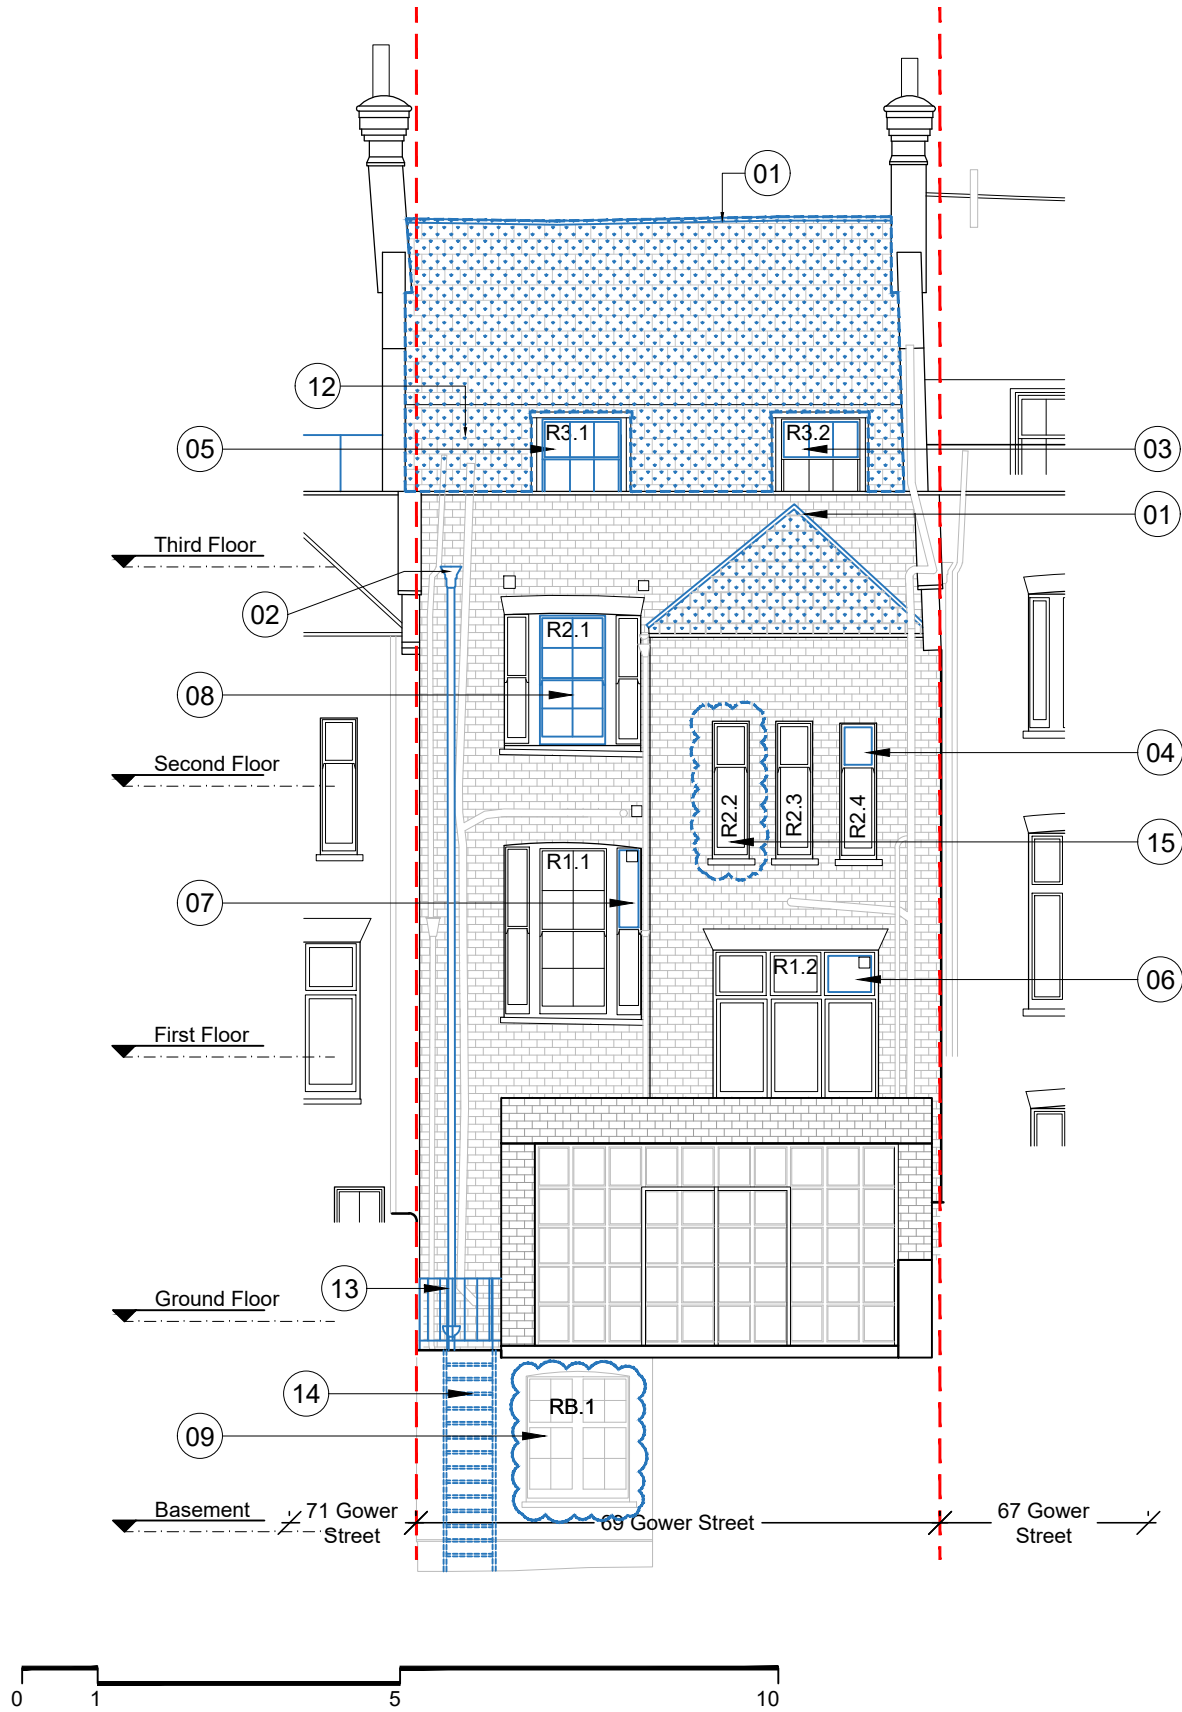 01
12
05
R3.1
R3.2
03
01
Third Floor
02
R2.1
08
04
Second Floor
R2.2
R2.3
R2.4
15
R1.1
07
R1.2
06
First Floor
13
Ground Floor
14
RB.1
09
Basement
71 Gower
Street
69 Gower Street
67 Gower
Street
0
1
5
10